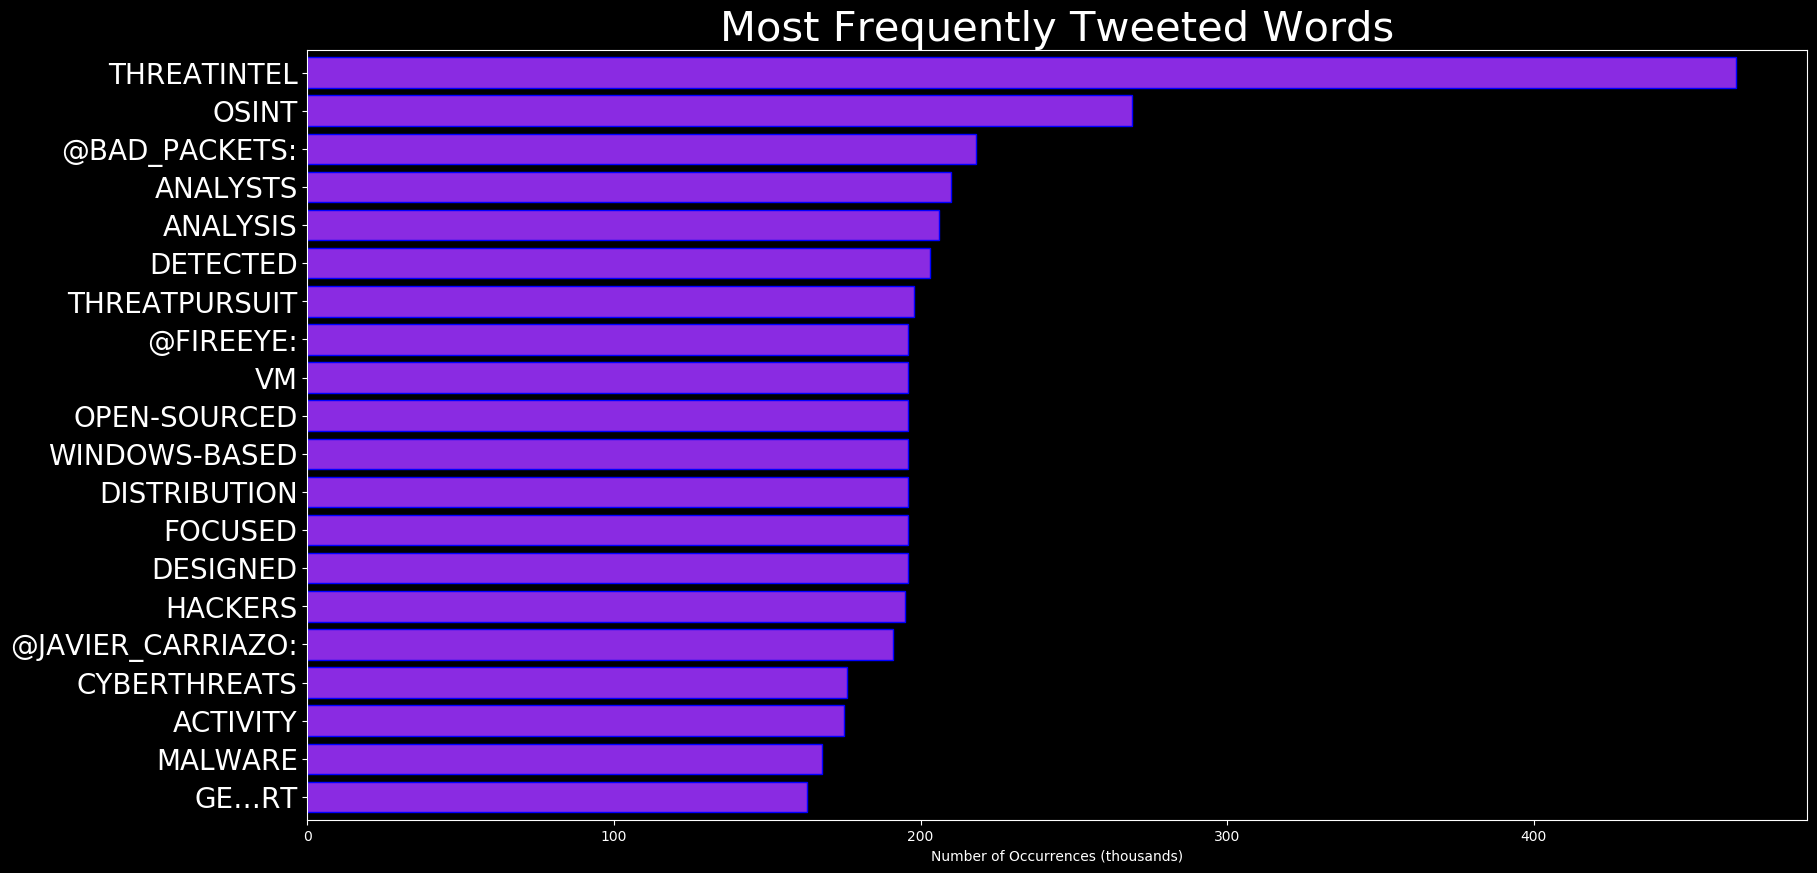 Most Frequently Tweeted Words
THREATINTEL
OSINT
@BAD_PACKETS:
ANALYSTS
ANALYSIS
DETECTED
THREATPURSUIT
@FIREEYE:
VM
OPEN-SOURCED
WINDOWS-BASED
DISTRIBUTION
FOCUSED
DESIGNED
HACKERS
@JAVIER_CARRIAZO:
CYBERTHREATS
ACTIVITY
MALWARE
GE…RT
0 100 200 300 400
Number of Occurrences (thousands)